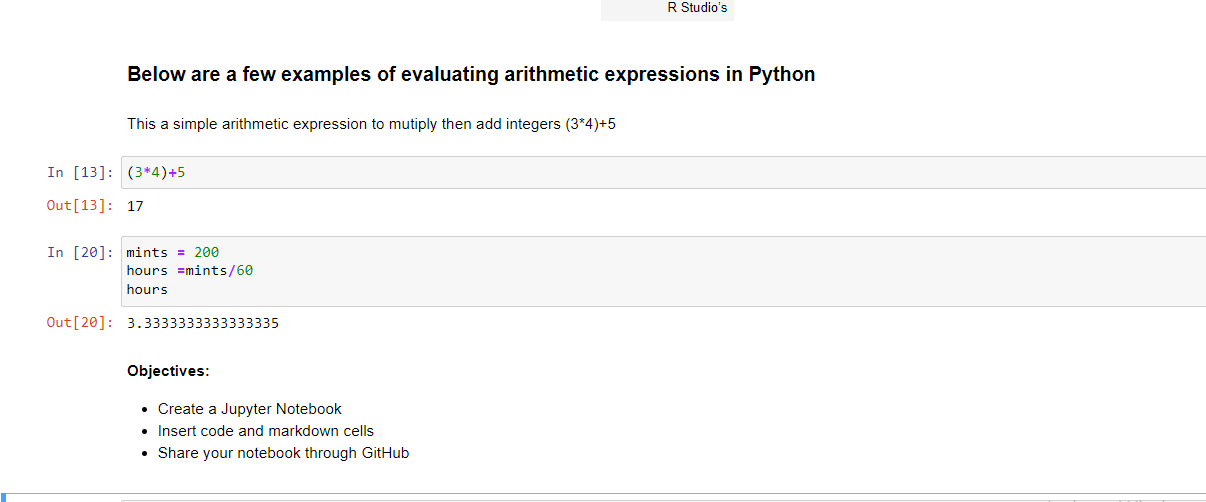 R Studio's
Below are a few examples of evaluating arithmetic expressions in Python
This a simple arithmetic expression to mutiply then add integers (3*4)+5
In [13]: (3*4)+5
Out[13]: 17
In [20]: mints = 200
hours =mints/60
hours
Out[20]: 3.3333333333333335
Objectives:
• Create a Jupyter Notebook
• Insert code and markdown cells
• Share your notebook through GitHub